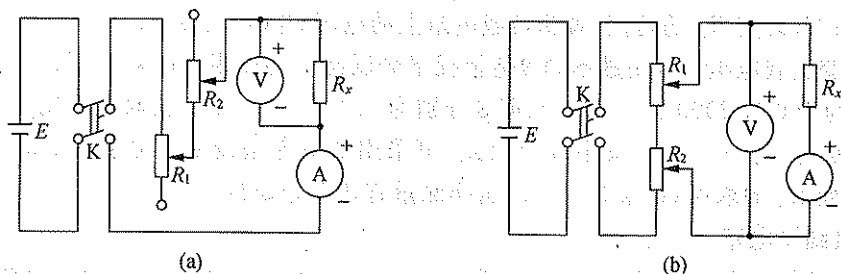 E
K
R₁
R₂
V
+
−
Rₓ
A
+
−
(a)
E
K
R₁
R₂
V
+
−
Rₓ
A
+
−
(b)